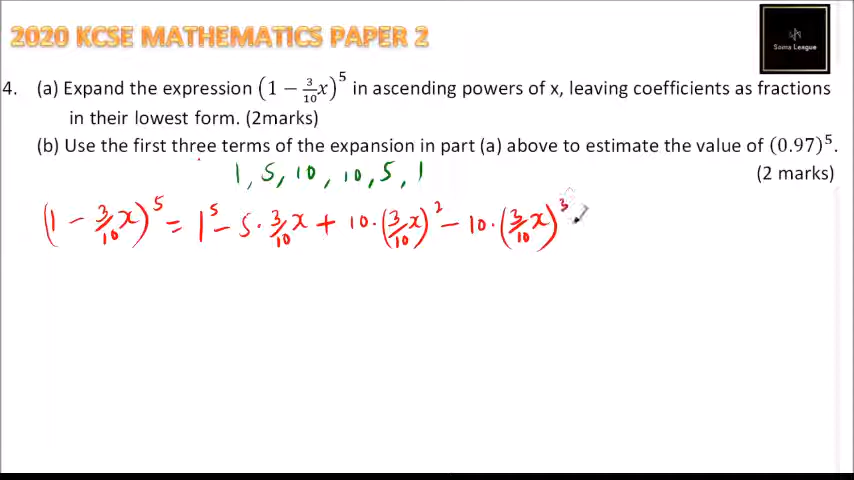 2020 KCSE MATHEMATICS PAPER 2
Soma League
4. (a) Expand the expression (1 − 3/10 x)^5 in ascending powers of x, leaving coefficients as fractions
in their lowest form. (2marks)
(b) Use the first three terms of the expansion in part (a) above to estimate the value of (0.97)^5.
(2 marks)
1, 5, 10, 10, 5, 1
(1 − 3/10 x)^5 = 1^5 − 5 · 3/10 x + 10 · (3/10 x)^2 − 10 · (3/10 x)^3